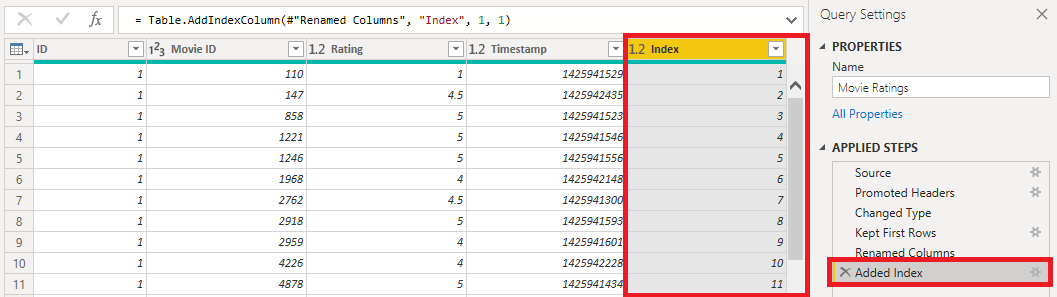 = Table.AddIndexColumn(#"Renamed Columns", "Index", 1, 1)
ID 1²3 Movie ID 1.2 Rating 1.2 Timestamp 1.2 Index
1 1 110 1 1425941529 1
2 1 147 4.5 1425942435 2
3 1 858 5 1425941523 3
4 1 1221 5 1425941546 4
5 1 1246 5 1425941556 5
6 1 1968 4 1425942148 6
7 1 2762 4.5 1425941300 7
8 1 2918 5 1425941593 8
9 1 2959 4 1425941601 9
10 1 4226 4 1425942228 10
11 1 4878 5 1425941434 11
Query Settings
PROPERTIES
Name
Movie Ratings
All Properties
APPLIED STEPS
Source
Promoted Headers
Changed Type
Kept First Rows
Renamed Columns
Added Index